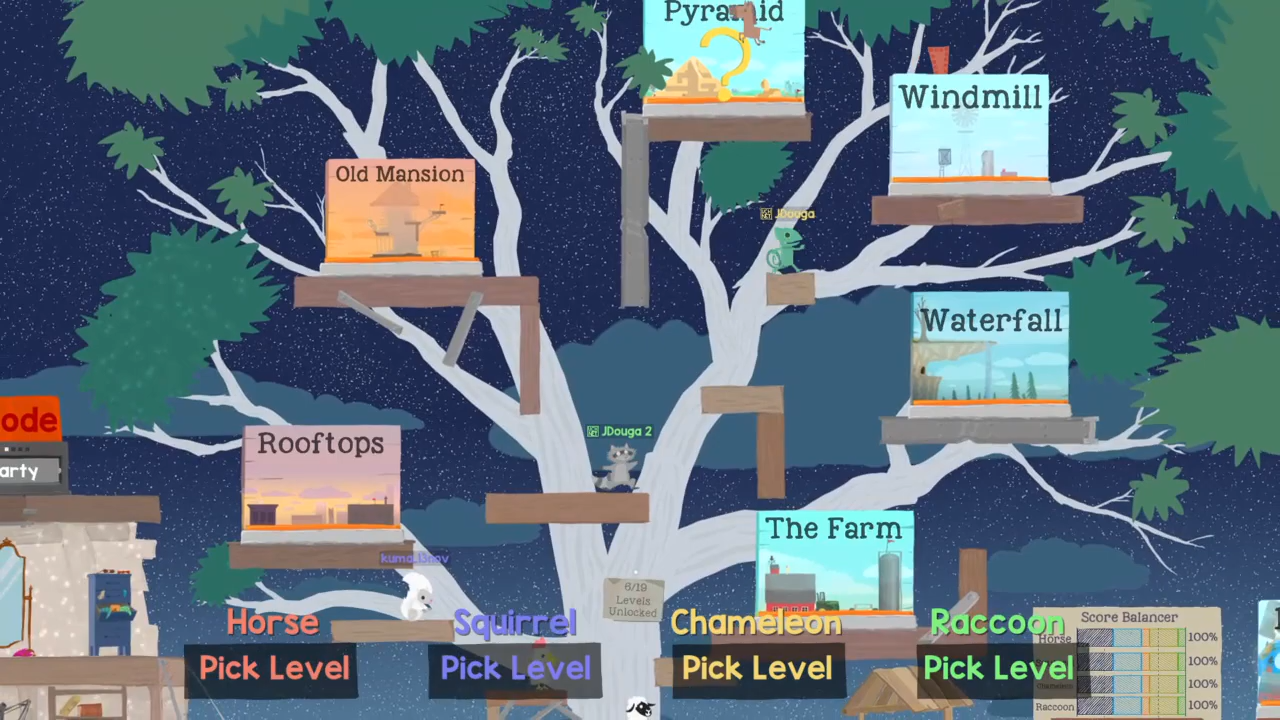 Pyramid
Windmill
Old Mansion
JDouga
Waterfall
ode
arty
Rooftops
JDouga 2
The Farm
6/19
Levels
Unlocked
Horse
Pick Level
Squirrel
Pick Level
Chameleon
Pick Level
Raccoon
Pick Level
Score Balancer
Horse 100%
100%
Chameleon 100%
Raccoon 100%